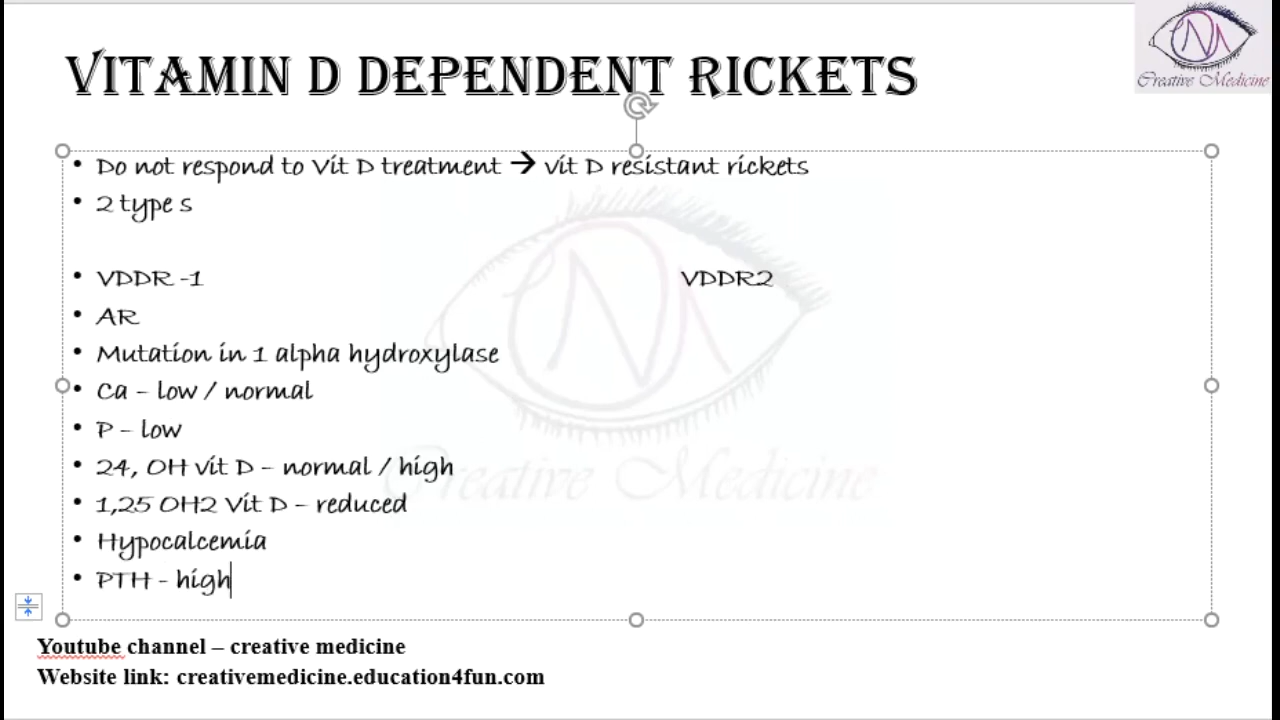 VITAMIN D DEPENDENT RICKETS
Creative Medicine
• Do not respond to Vit D treatment → vit D resistant rickets
• 2 type s
• VDDR -1 VDDR2
• AR
• Mutation in 1 alpha hydroxylase
• Ca – low / normal
• P – low
• 24, OH vit D – normal / high
• 1,25 OH2 Vit D – reduced
• Hypocalcemia
• PTH - high
Creative Medicine
Youtube channel – creative medicine
Website link: creativemedicine.education4fun.com